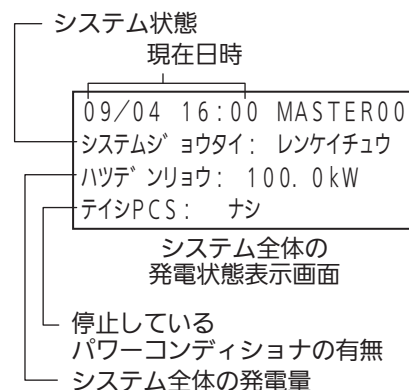 システム状態
現在日時
09/04 16:00 MASTER00
システムジョウタイ: レンケイチュウ
ハツデンリョウ: 100.0kW
テイシPCS: ナシ
システム全体の
発電状態表示画面
停止している
パワーコンディショナの有無
システム全体の発電量